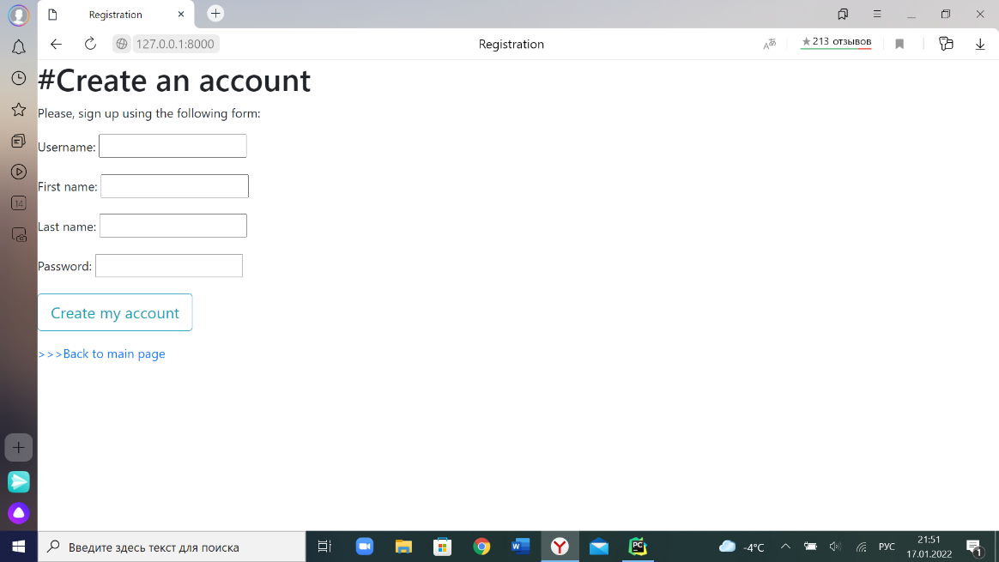 Registration
127.0.0.1:8000
Registration
213 отзывов
#Create an account
Please, sign up using the following form:
Username:
First name:
Last name:
Password:
Create my account
>>>Back to main page
14
Введите здесь текст для поиска
W
Y
PC
-4°C
РУС
21:51
17.01.2022
1